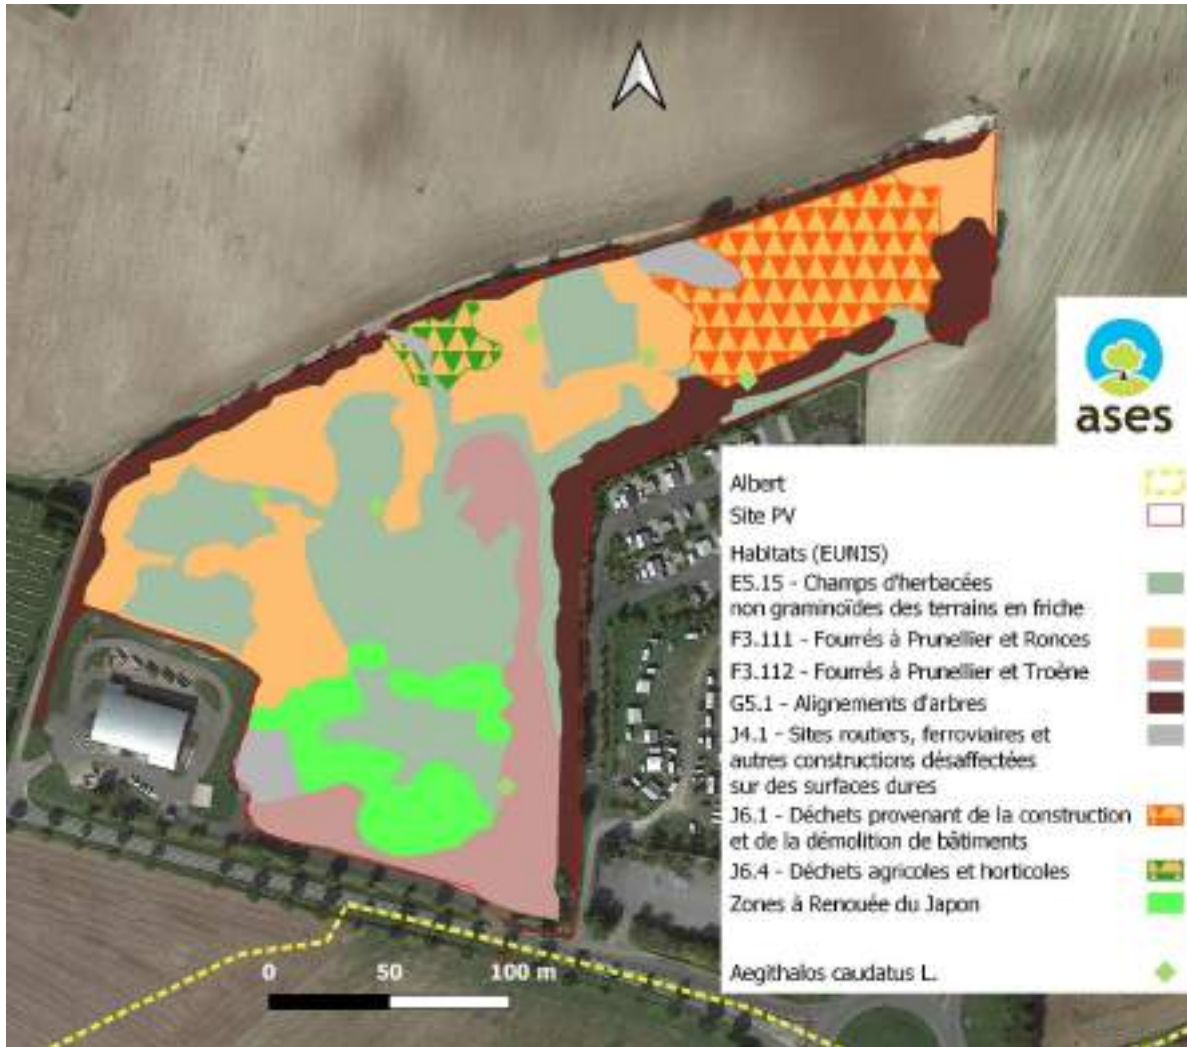 ases
Albert
Site PV
Habitats (EUNIS)
E5.15 - Champs d'herbacées
non graminoïdes des terrains en friche
F3.111 - Fourrés à Prunellier et Ronces
F3.112 - Fourrés à Prunellier et Troène
G5.1 - Alignements d'arbres
J4.1 - Sites routiers, ferroviaires et
autres constructions désaffectées
sur des surfaces dures
J6.1 - Déchets provenant de la construction
et de la démolition de bâtiments
J6.4 - Déchets agricoles et horticoles
Zones à Renouée du Japon
Aegithalos caudatus L.
0 50 100 m